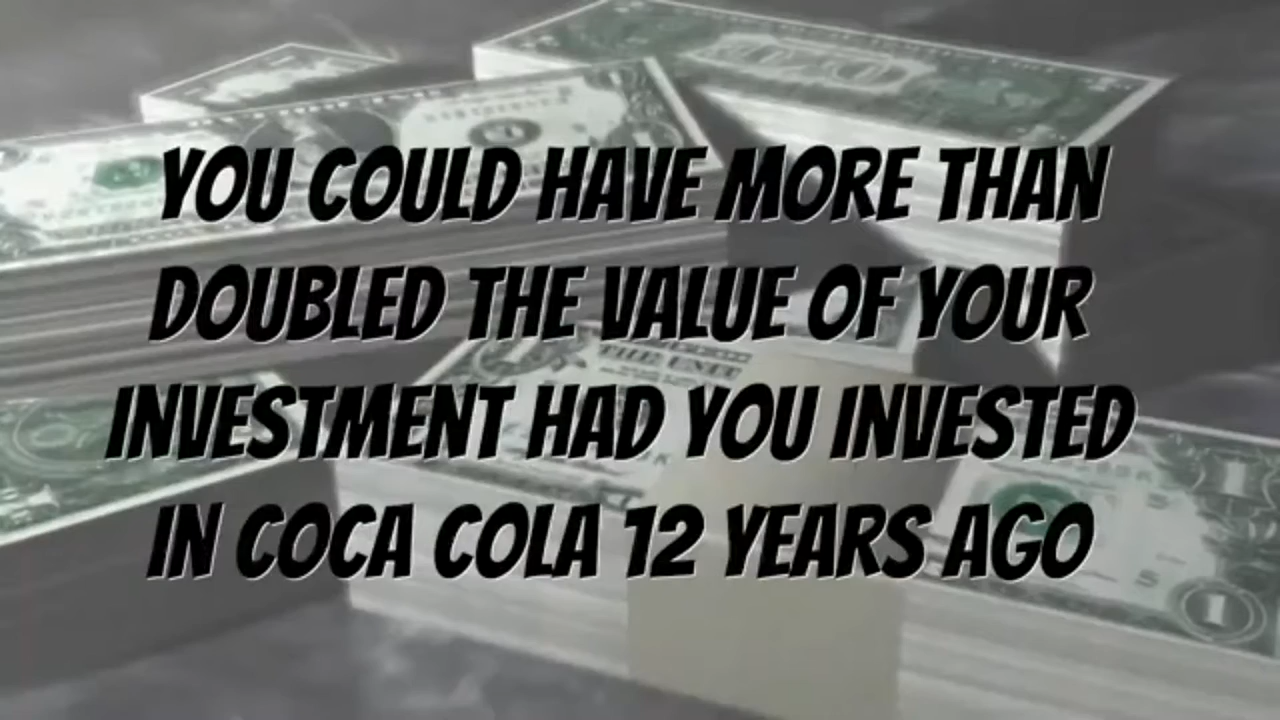 YOU COULD HAVE MORE THAN
DOUBLED THE VALUE OF YOUR
INVESTMENT HAD YOU INVESTED
IN COCA COLA 12 YEARS AGO